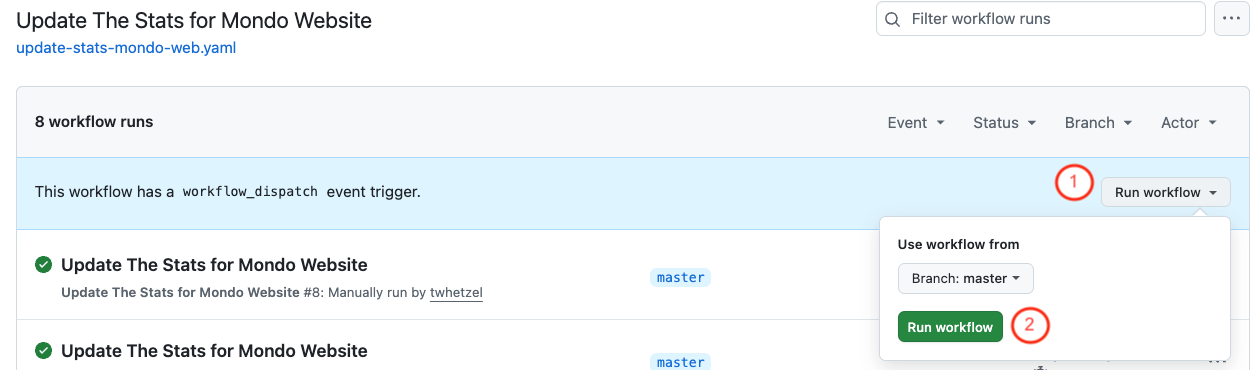 Update The Stats for Mondo Website
Filter workflow runs
update-stats-mondo-web.yaml
8 workflow runs
Event
Status
Branch
Actor
This workflow has a workflow_dispatch event trigger.
1
Run workflow
Use workflow from
Branch: master
Run workflow
2
Update The Stats for Mondo Website
master
Update The Stats for Mondo Website #8: Manually run by twhetzel
Update The Stats for Mondo Website
master